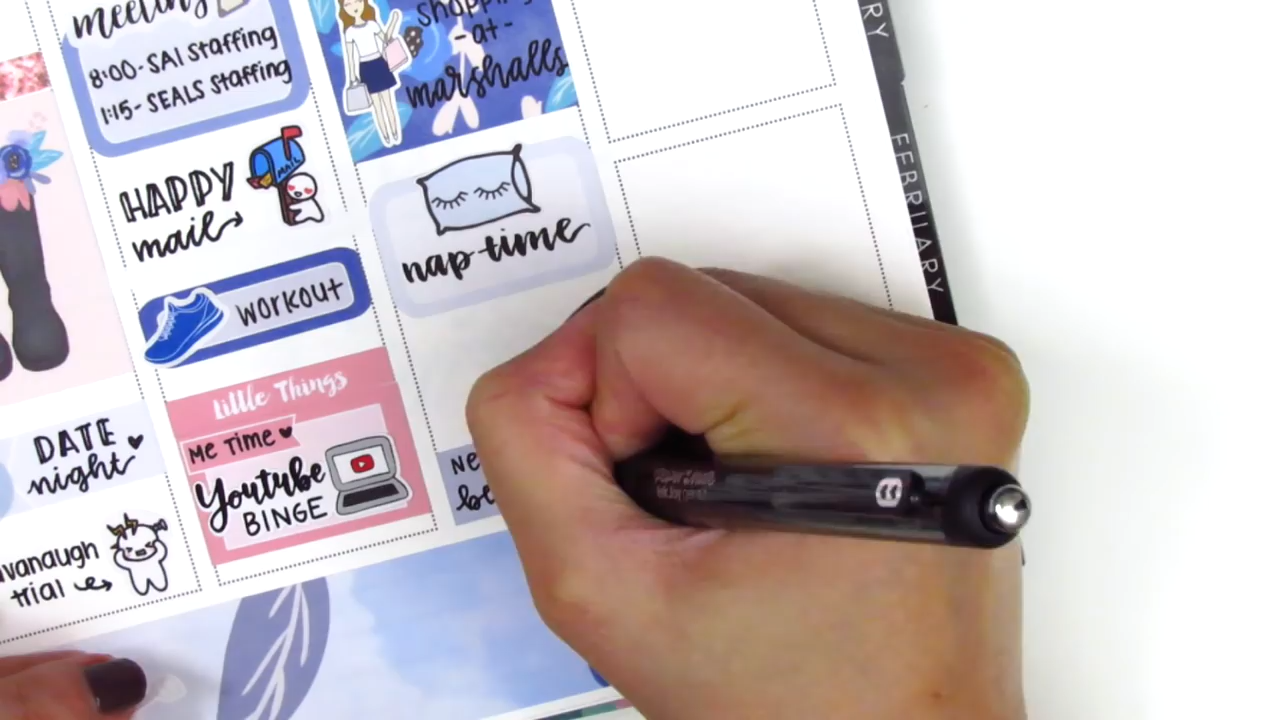 meeting
8:00- SAI Staffing
1:15- SEALS Staffing
HAPPY
mail
MAIL
WORKOUT
Little Things
ME TIME
Youtube
BINGE
DATE
night
trial
shopping
-at-
marshalls
nap time
FEBRUARY